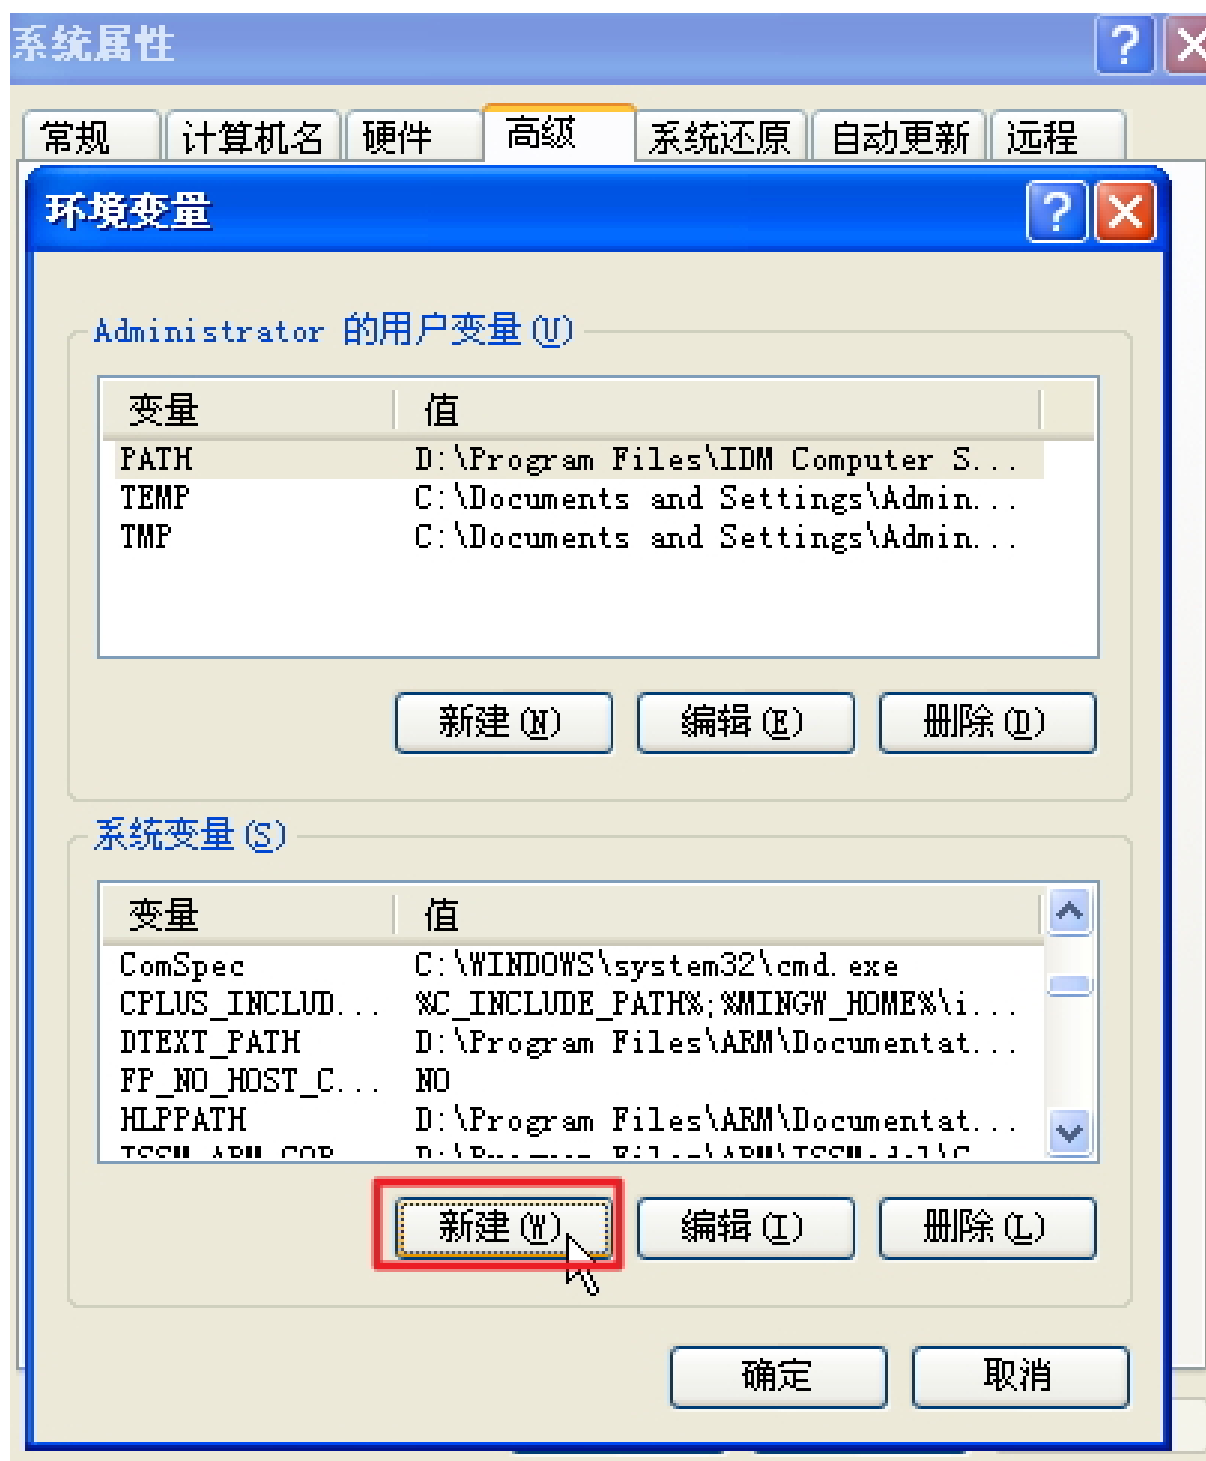 系统属性
常规 计算机名 硬件 高级 系统还原 自动更新 远程
环境变量
Administrator 的用户变量(U)
变量 值
PATH D:\Program Files\IDM Computer S...
TEMP C:\Documents and Settings\Admin...
TMP C:\Documents and Settings\Admin...
新建(N) 编辑(E) 删除(D)
系统变量(S)
变量 值
ComSpec C:\WINDOWS\system32\cmd.exe
CPLUS_INCLUD... %C_INCLUDE_PATH%;%MINGW_HOME%\i...
DTEXT_PATH D:\Program Files\ARM\Documentat...
FP_NO_HOST_C... NO
HLPPATH D:\Program Files\ARM\Documentat...
新建(W) 编辑(I) 删除(L)
确定 取消